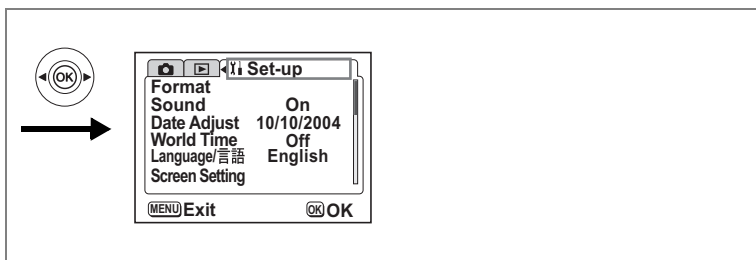 OK
Set-up
Format
Sound On
Date Adjust 10/10/2004
World Time Off
Language/言語 English
Screen Setting
MENU Exit OK OK